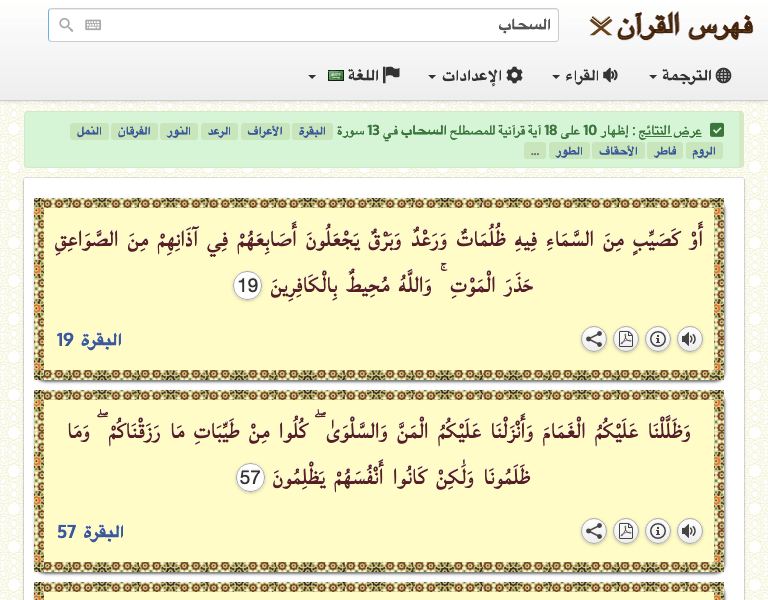 فهرس القرآن
السحاب
الترجمة القراء الإعدادات اللغة
عرض النتائج : إظهار 10 على 18 آية قرآنية للمصطلح السحاب في 13 سورة البقرة الأعراف الرعد النور الفرقان النمل
الروم فاطر الأحقاف الطور ...
أَوْ كَصَيِّبٍ مِنَ السَّمَاءِ فِيهِ ظُلُمَاتٌ وَرَعْدٌ وَبَرْقٌ يَجْعَلُونَ أَصَابِعَهُمْ فِي آذَانِهِمْ مِنَ الصَّوَاعِقِ
حَذَرَ الْمَوْتِ ۚ وَاللَّهُ مُحِيطٌ بِالْكَافِرِينَ 19
البقرة 19
وَظَلَّلْنَا عَلَيْكُمُ الْغَمَامَ وَأَنْزَلْنَا عَلَيْكُمُ الْمَنَّ وَالسَّلْوَىٰ ۖ كُلُوا مِنْ طَيِّبَاتِ مَا رَزَقْنَاكُمْ ۖ وَمَا
ظَلَمُونَا وَلَٰكِنْ كَانُوا أَنْفُسَهُمْ يَظْلِمُونَ 57
البقرة 57